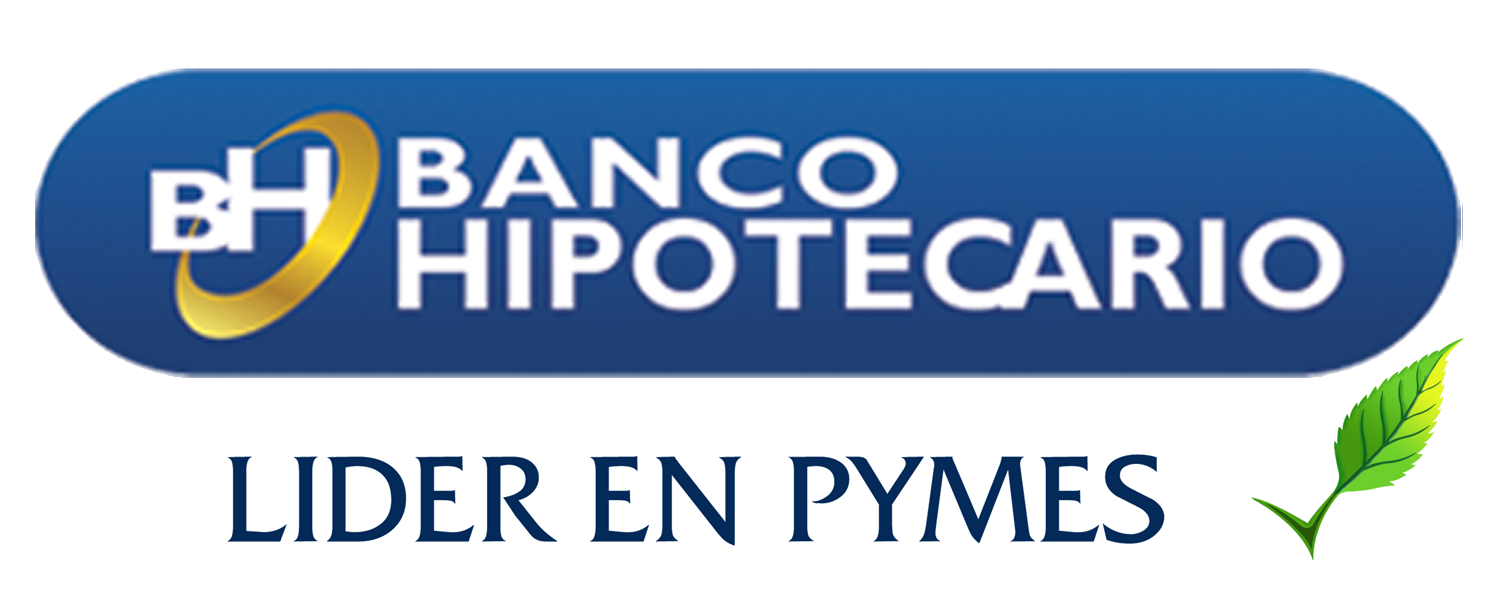 BH BANCO
HIPOTECARIO
LIDER EN PYMES